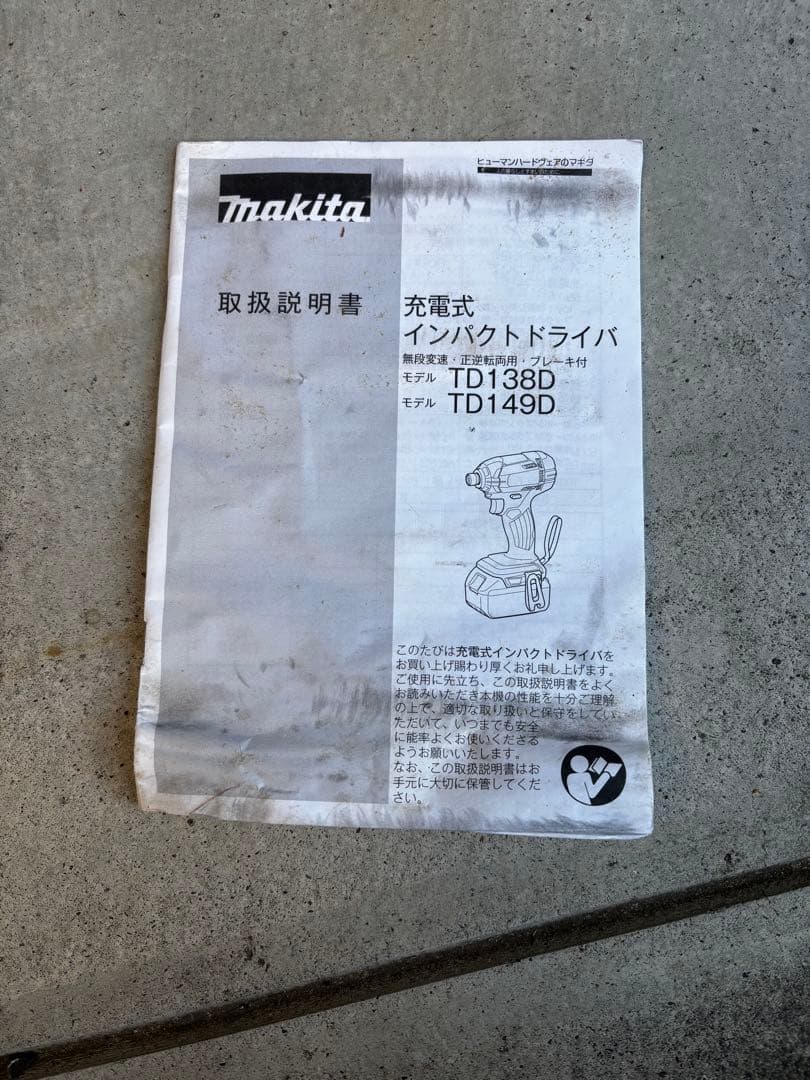 ヒューマンハードウェアのマキタ
makita
取扱説明書
充電式
インパクトドライバ
無段変速・正逆転両用・ブレーキ付
モデル TD138D
モデル TD149D
このたびは充電式インパクトドライバを
お買い上げ賜わり厚くお礼申し上げます。
ご使用に先立ち、この取扱説明書をよく
お読みいただき本機の性能を十分ご理解
の上で、適切な取り扱いと保守をしてい
ただいて、いつまでも安全
に能率よくお使いくださる
ようお願いいたします。
なお、この取扱説明書はお
手元に大切に保管してくだ
さい。